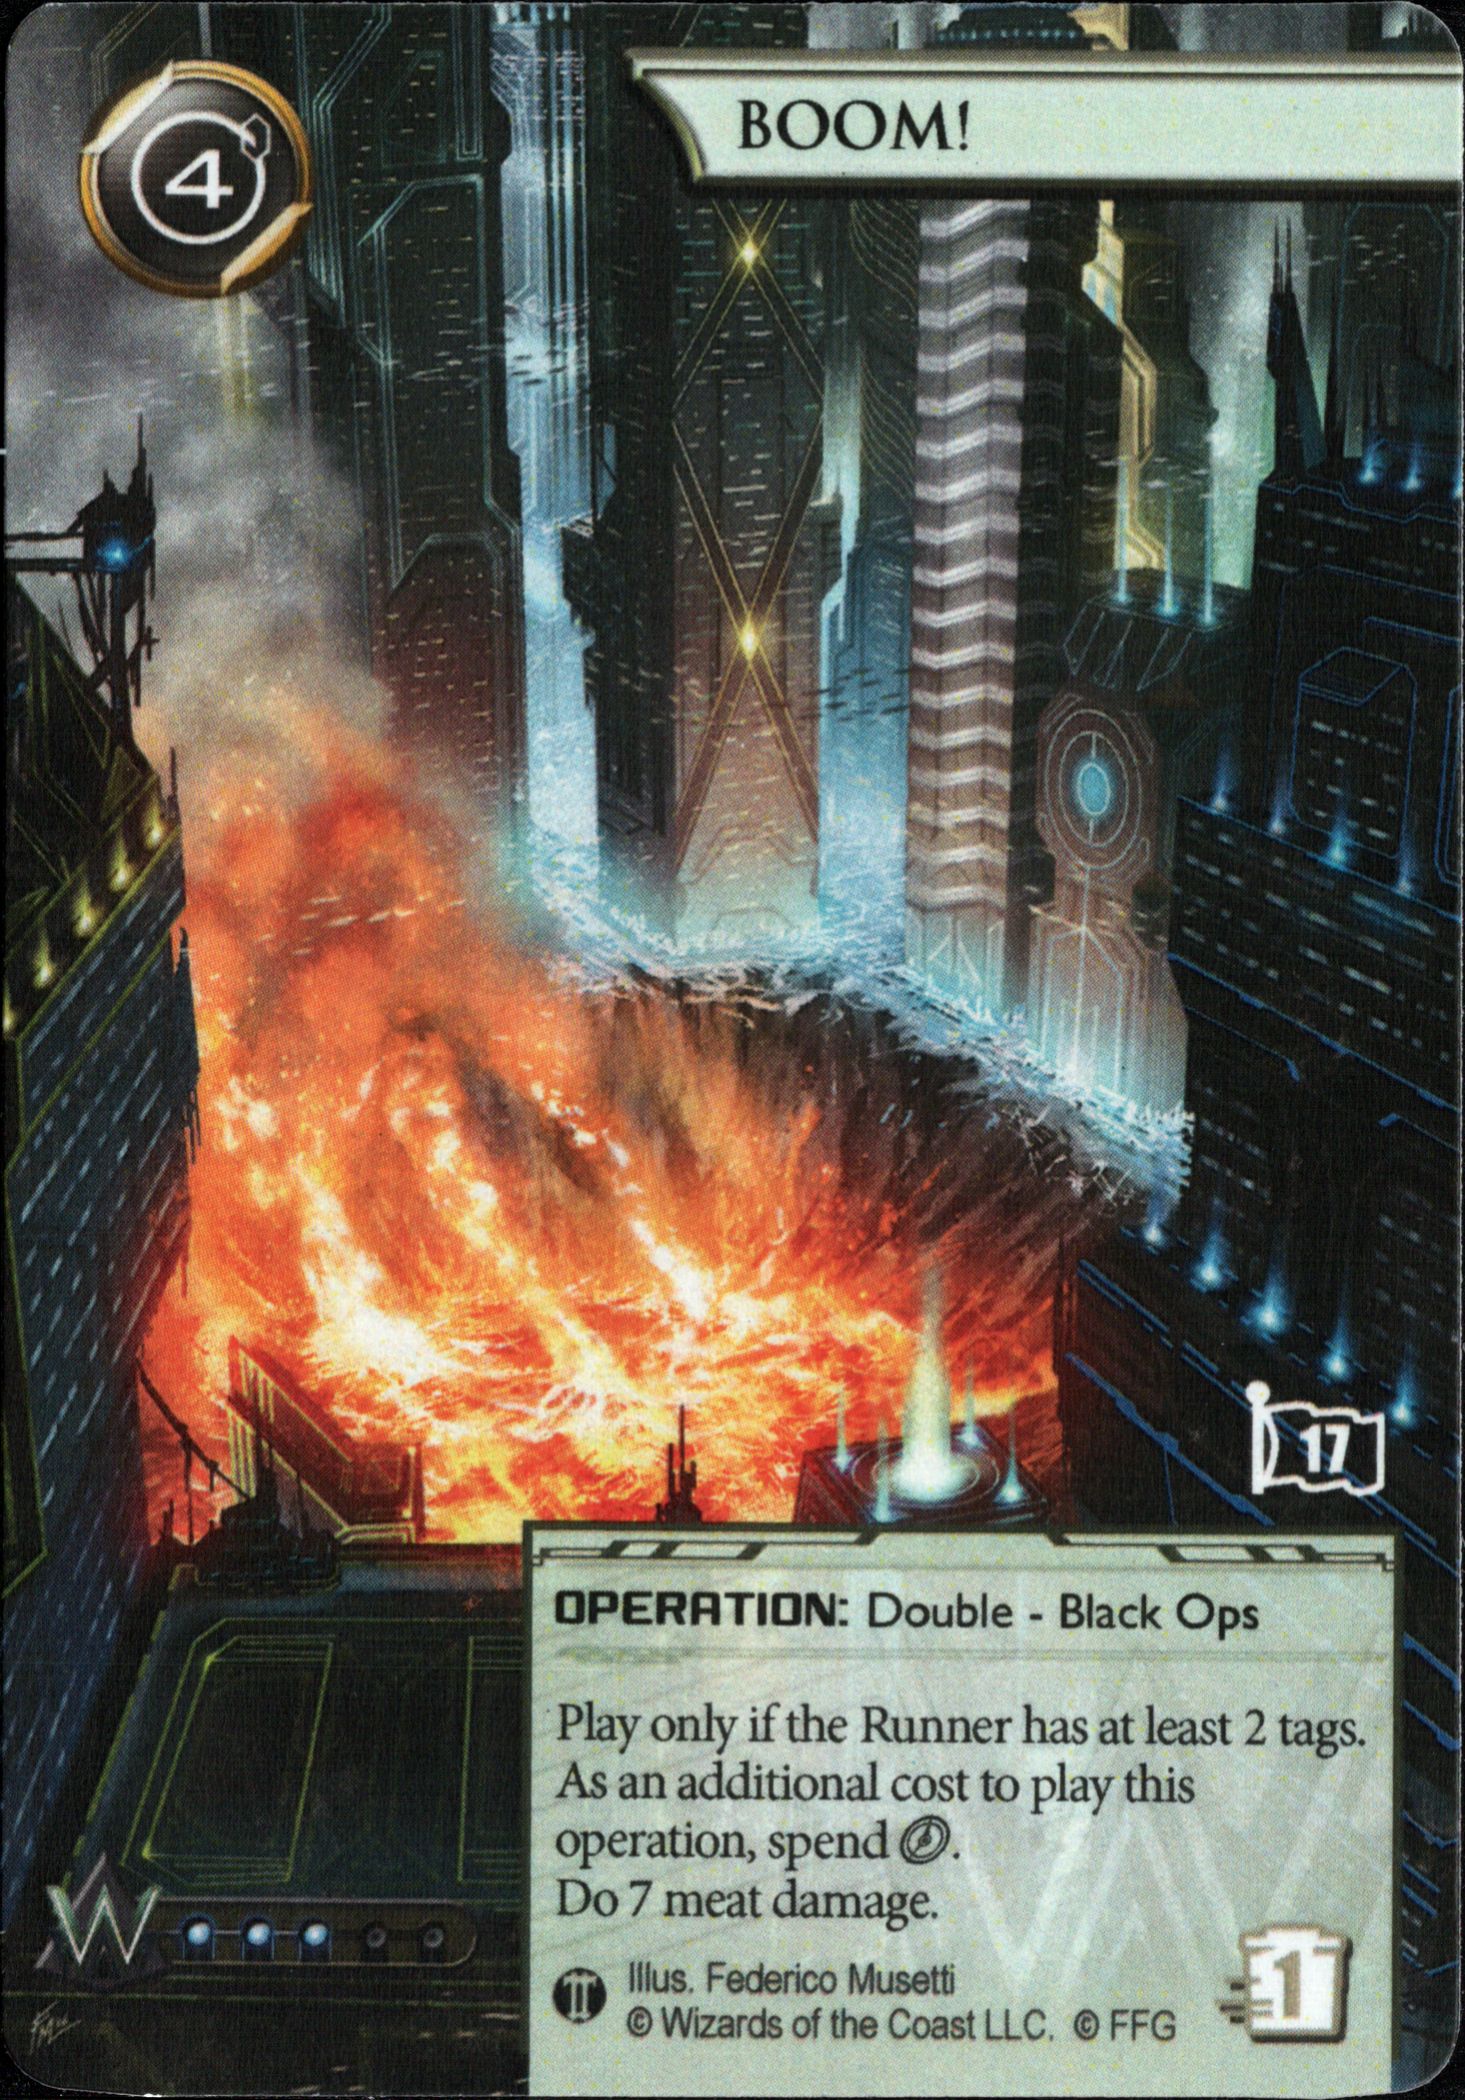 4
BOOM!
17
OPERATION: Double - Black Ops
Play only if the Runner has at least 2 tags.
As an additional cost to play this
operation, spend .
Do 7 meat damage.
W
1
Illus. Federico Musetti
© Wizards of the Coast LLC. © FFG